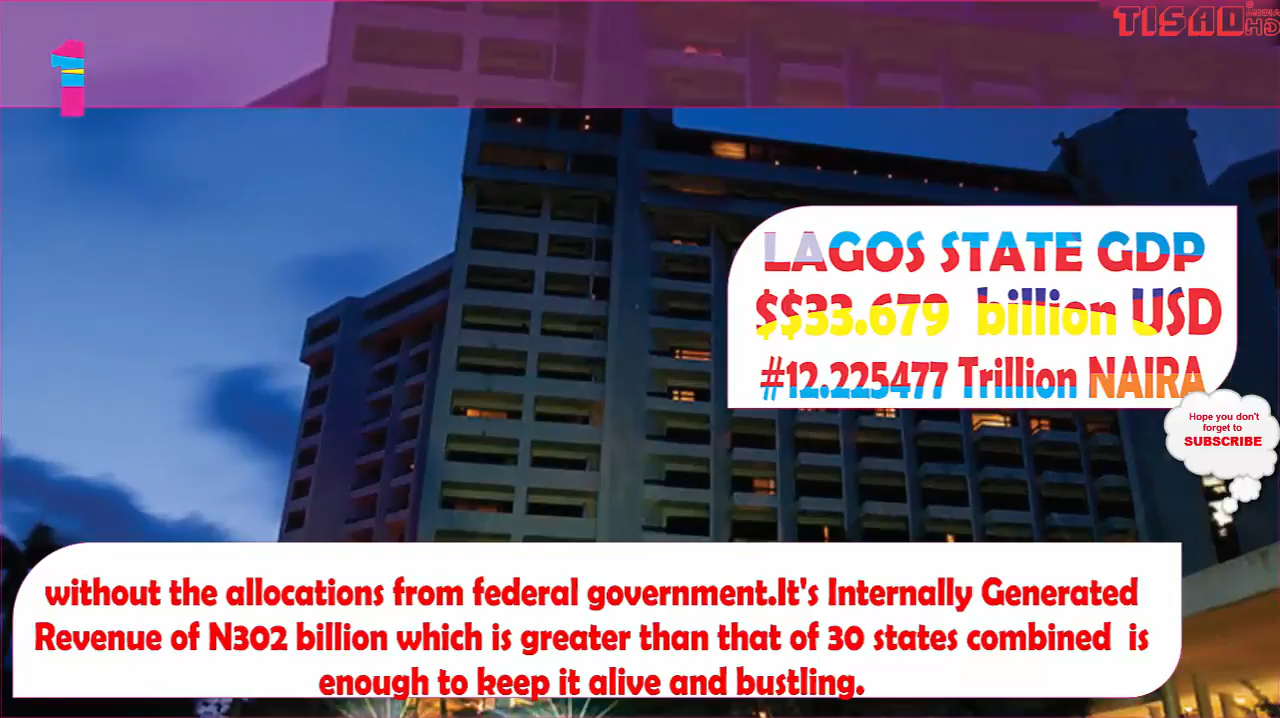 TISAD MEDIA HD
1
LAGOS STATE GDP
$$33.679 billion USD
#12.225477 Trillion NAIRA
Hope you don't
forget to
SUBSCRIBE
without the allocations from federal government.It's Internally Generated
Revenue of N302 billion which is greater than that of 30 states combined is
enough to keep it alive and bustling.